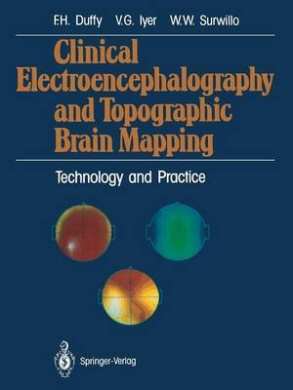 F.H. Duffy V.G. Iyer W.W. Surwillo
Clinical
Electroencephalography
and Topographic
Brain Mapping
Technology and Practice
Springer-Verlag